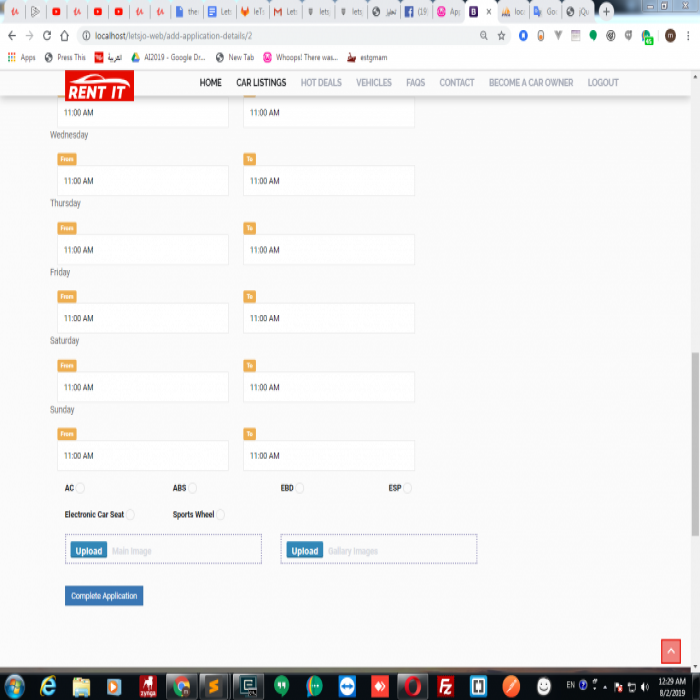 the
Let
LeTs
Let
lets
lets
(19
Ap
loc
Go
jQu
localhost/letsjo-web/add-application-details/2
Apps
Press This
العربية
AI2019 - Google Dr...
New Tab
Whoops! There was...
estgmam
RENT IT
HOME
CAR LISTINGS
HOT DEALS
VEHICLES
FAQS
CONTACT
BECOME A CAR OWNER
LOGOUT
11:00 AM
11:00 AM
Wednesday
From
To
11:00 AM
11:00 AM
Thursday
From
To
11:00 AM
11:00 AM
Friday
From
To
11:00 AM
11:00 AM
Saturday
From
To
11:00 AM
11:00 AM
Sunday
From
To
11:00 AM
11:00 AM
AC
ABS
EBD
ESP
Electronic Car Seat
Sports Wheel
Upload
Main Image
Upload
Gallary Images
Complete Application
zynga
EN
12:29 AM
8/2/2019